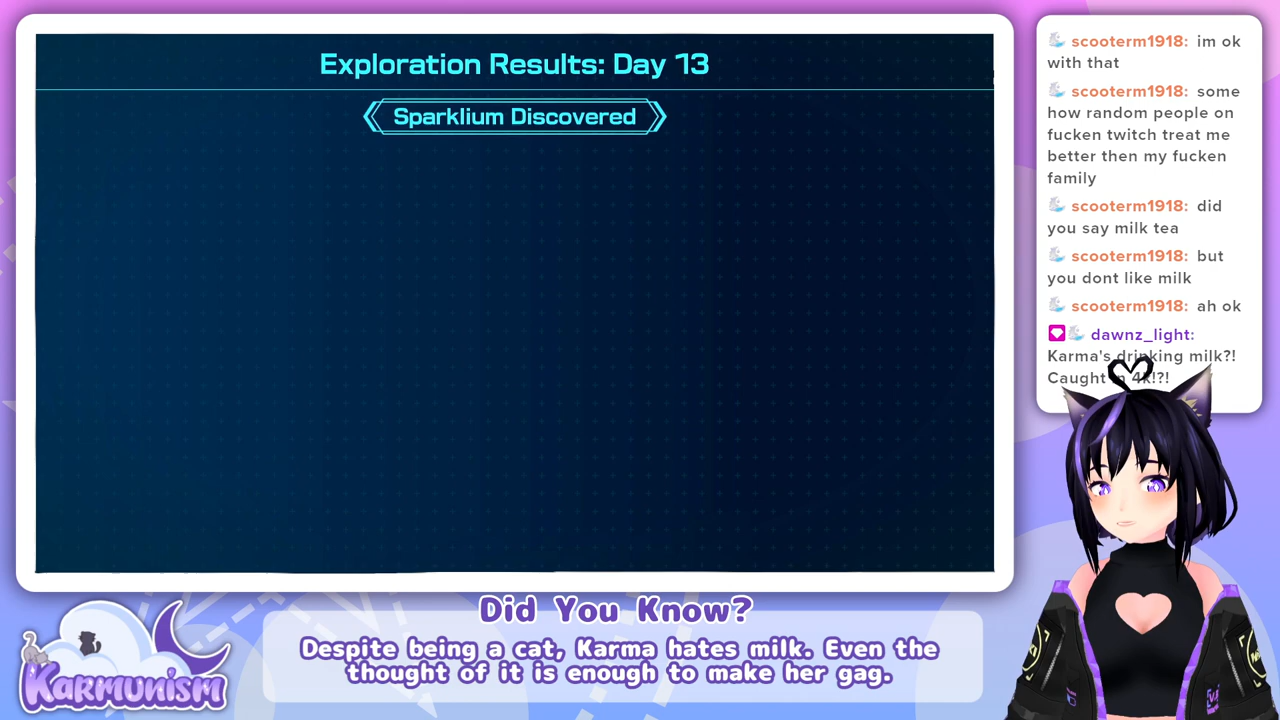 Exploration Results: Day 13
Sparklium Discovered
scooterm1918: im ok
with that
scooterm1918: some
how random people on
fucken twitch treat me
better then my fucken
family
scooterm1918: did
you say milk tea
scooterm1918: but
you dont like milk
scooterm1918: ah ok
dawnz_light:
Karma's drinking milk?!
Caught in 4k!?!
Did You Know?
Despite being a cat, Karma hates milk. Even the
thought of it is enough to make her gag.
KARMUNISM